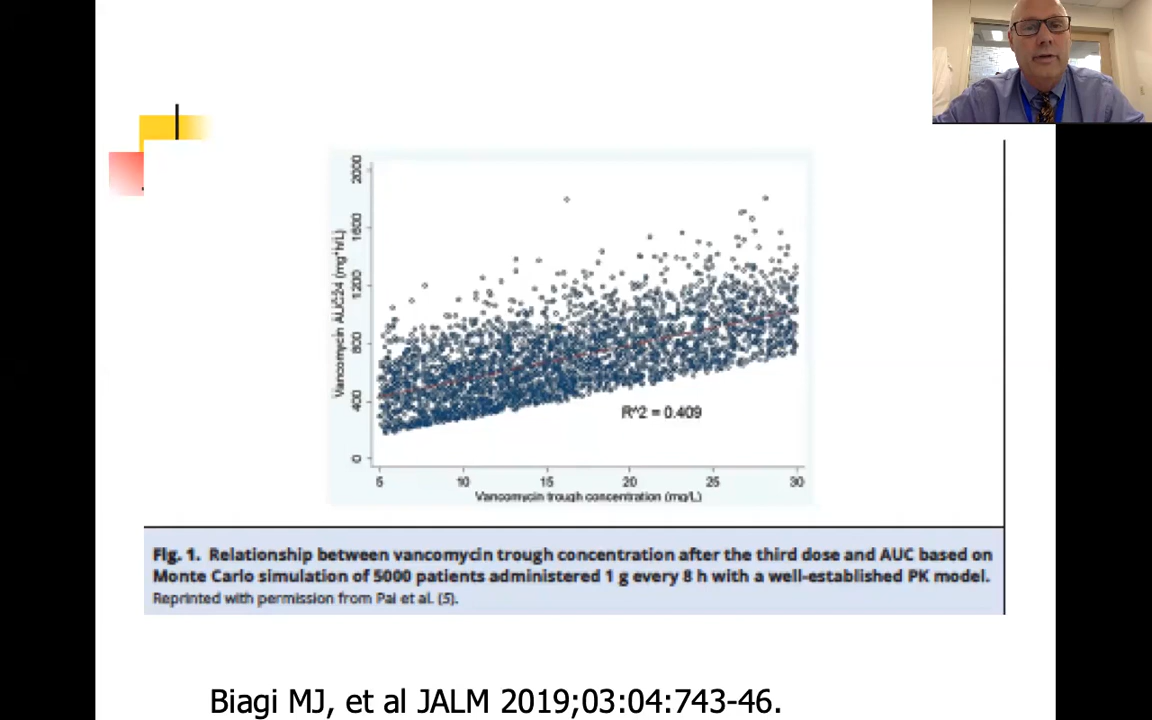 2000
1600
1200
800
400
0
Vancomycin AUC24 (mg*h/L)
R^2 = 0.409
5 10 15 20 25 30
Vancomycin trough concentration (mg/L)
Fig. 1. Relationship between vancomycin trough concentration after the third dose and AUC based on
Monte Carlo simulation of 5000 patients administered 1 g every 8 h with a well-established PK model.
Reprinted with permission from Pai et al. (5).
Biagi MJ, et al JALM 2019;03:04:743-46.